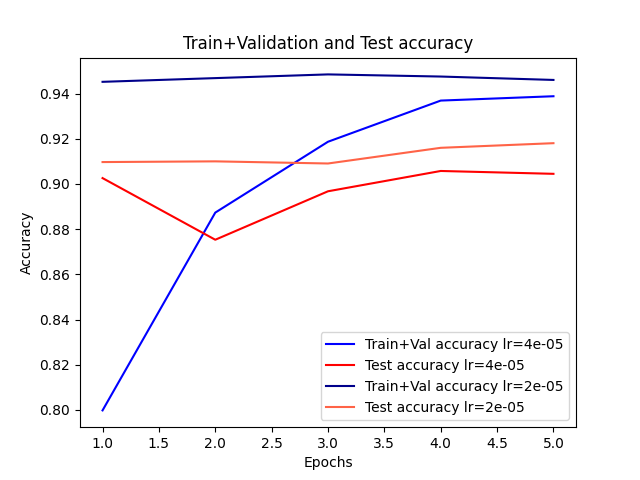 Train+Validation and Test accuracy
Accuracy
0.94
0.92
0.90
0.88
0.86
0.84
0.82
0.80
Train+Val accuracy lr=4e-05
Test accuracy lr=4e-05
Train+Val accuracy lr=2e-05
Test accuracy lr=2e-05
1.0 1.5 2.0 2.5 3.0 3.5 4.0 4.5 5.0
Epochs